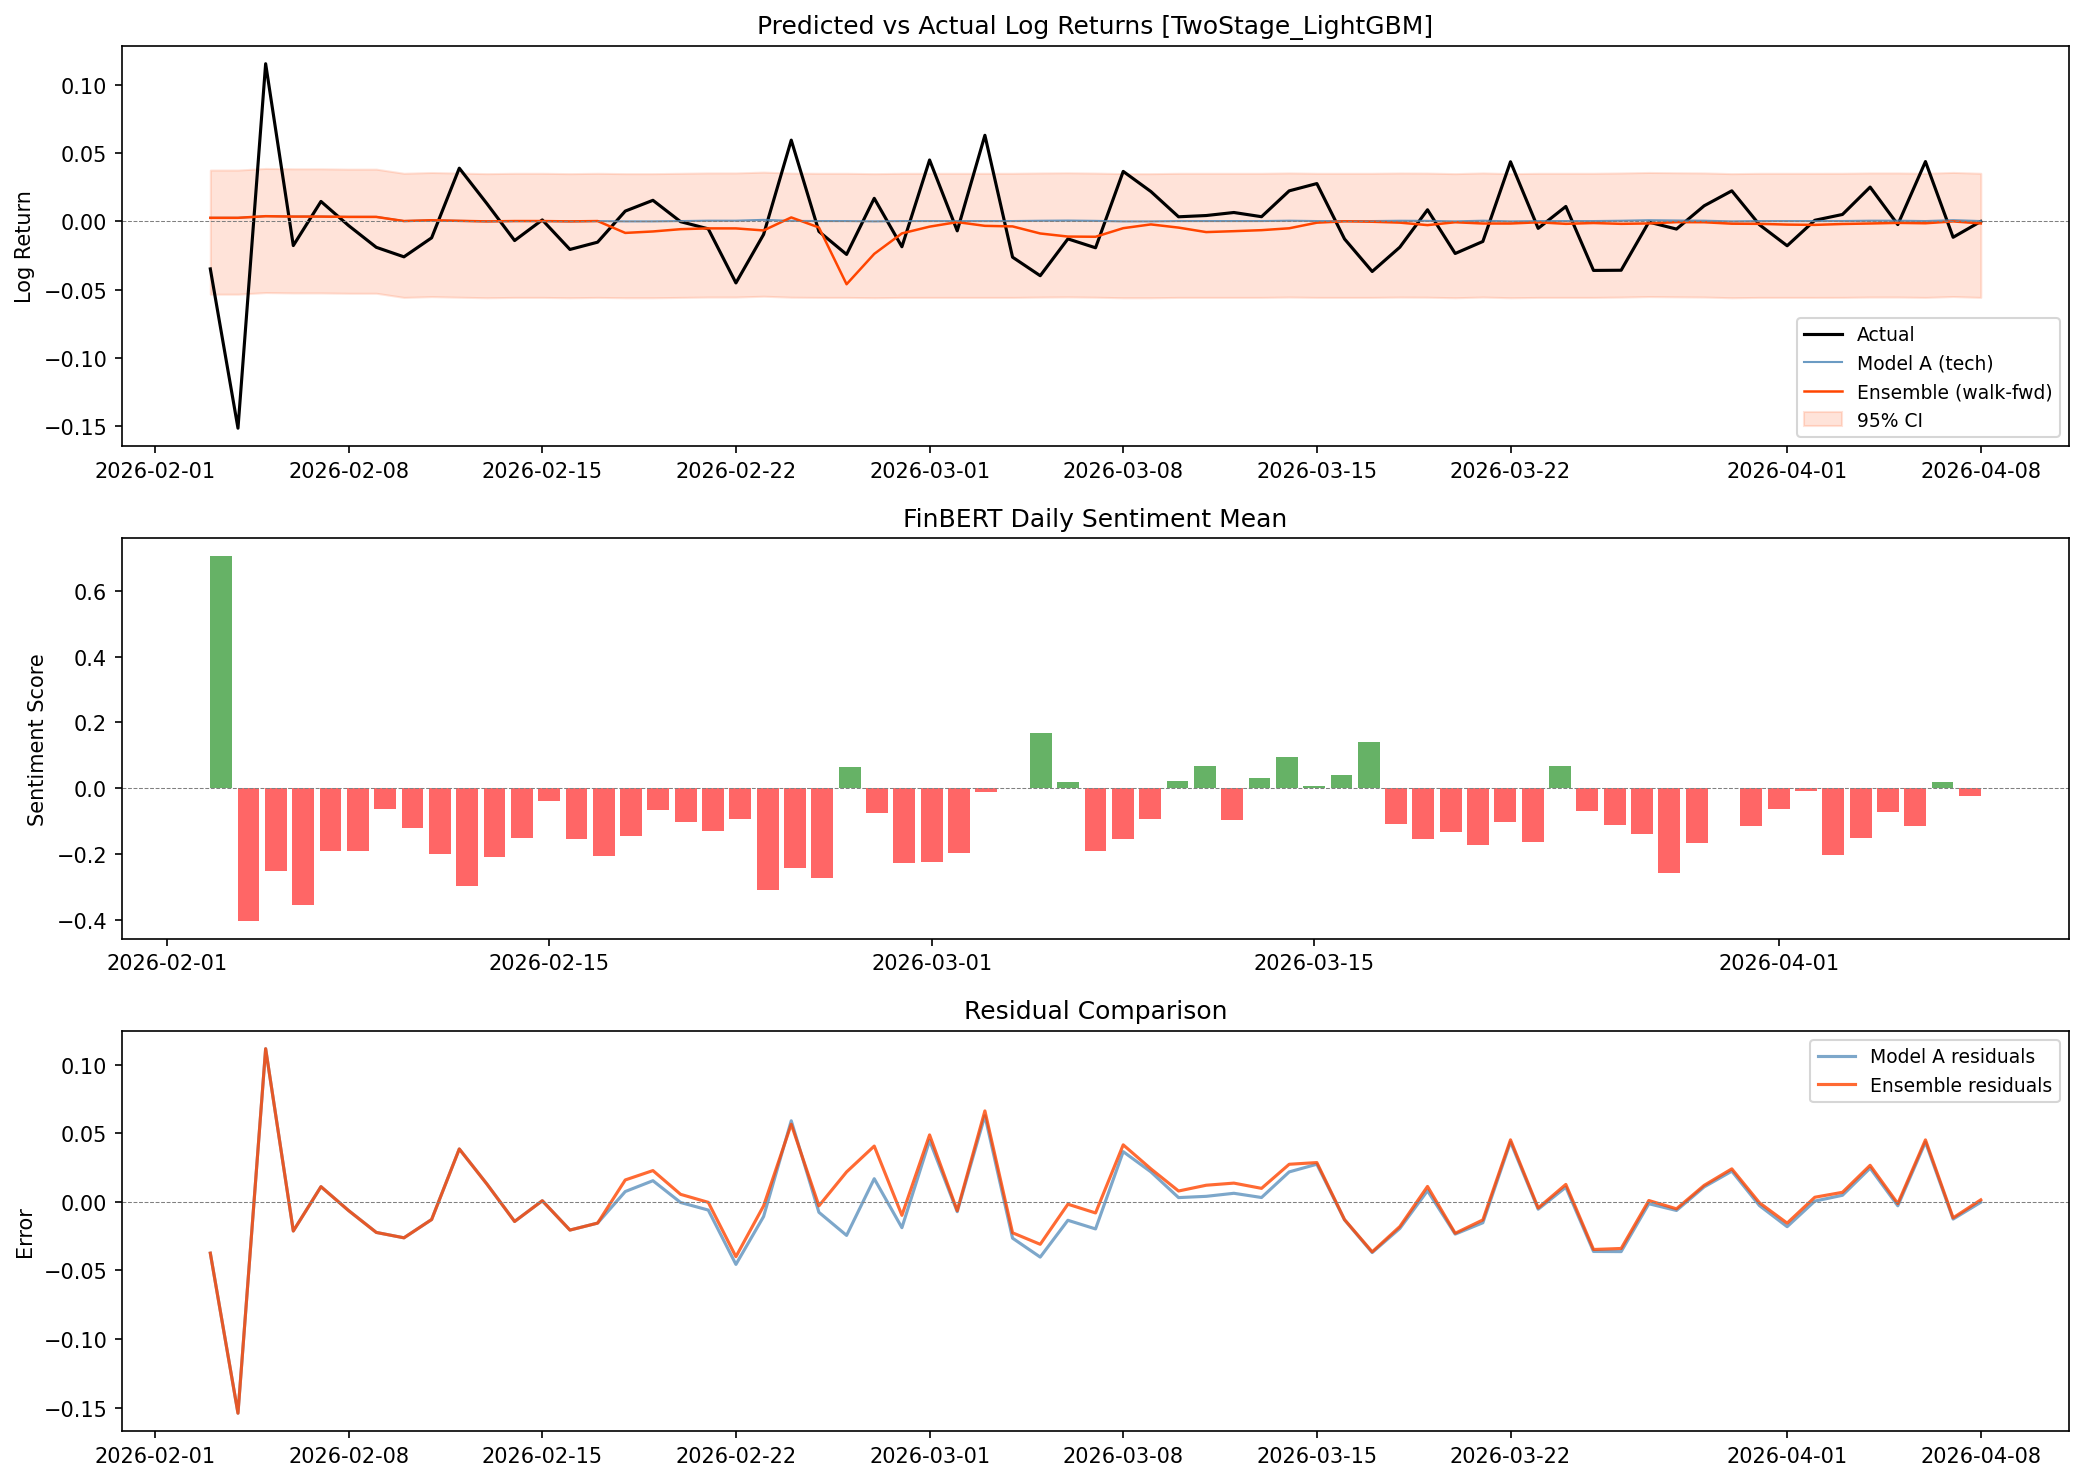 Predicted vs Actual Log Returns [TwoStage_LightGBM]
Log Return
0.10
0.05
0.00
−0.05
−0.10
−0.15
Actual
Model A (tech)
Ensemble (walk-fwd)
95% CI
2026-02-01 2026-02-08 2026-02-15 2026-02-22 2026-03-01 2026-03-08 2026-03-15 2026-03-22 2026-04-01 2026-04-08
FinBERT Daily Sentiment Mean
Sentiment Score
0.6
0.4
0.2
0.0
−0.2
−0.4
2026-02-01 2026-02-15 2026-03-01 2026-03-15 2026-04-01
Residual Comparison
Error
0.10
0.05
0.00
−0.05
−0.10
−0.15
Model A residuals
Ensemble residuals
2026-02-01 2026-02-08 2026-02-15 2026-02-22 2026-03-01 2026-03-08 2026-03-15 2026-03-22 2026-04-01 2026-04-08